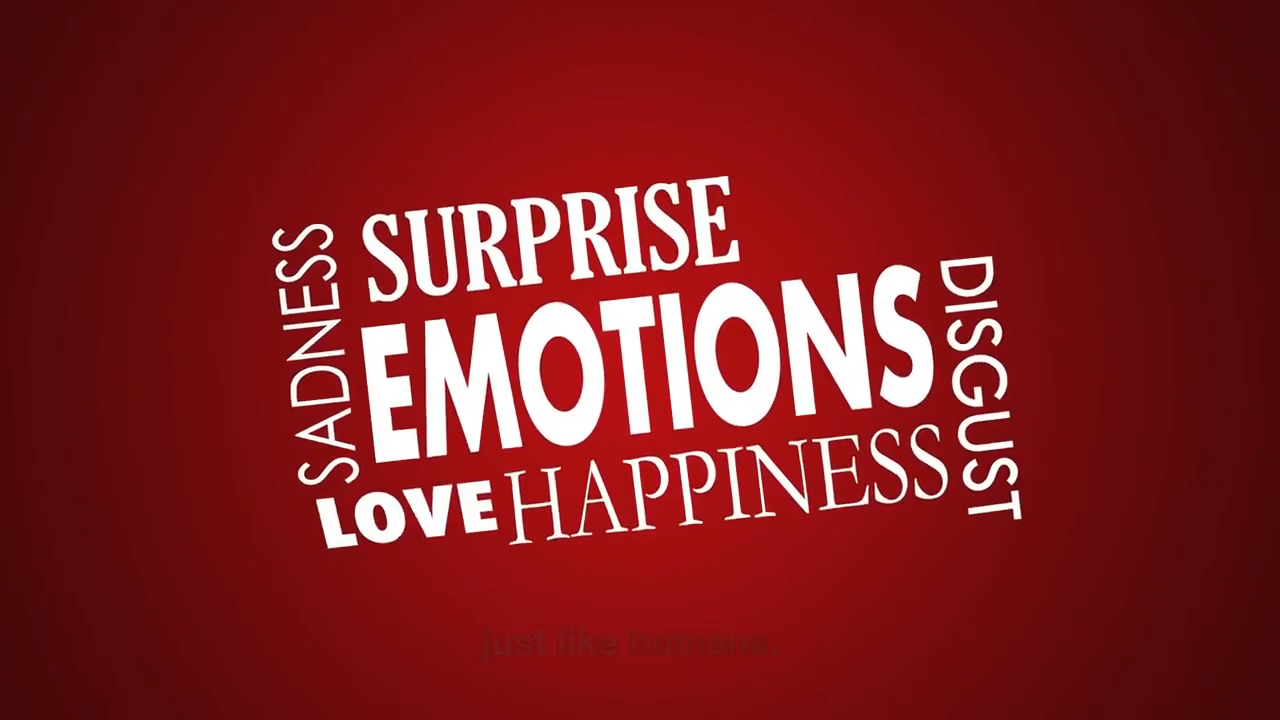 SADNESS
SURPRISE
EMOTIONS
DISGUST
LOVE HAPPINESS
just like humans.